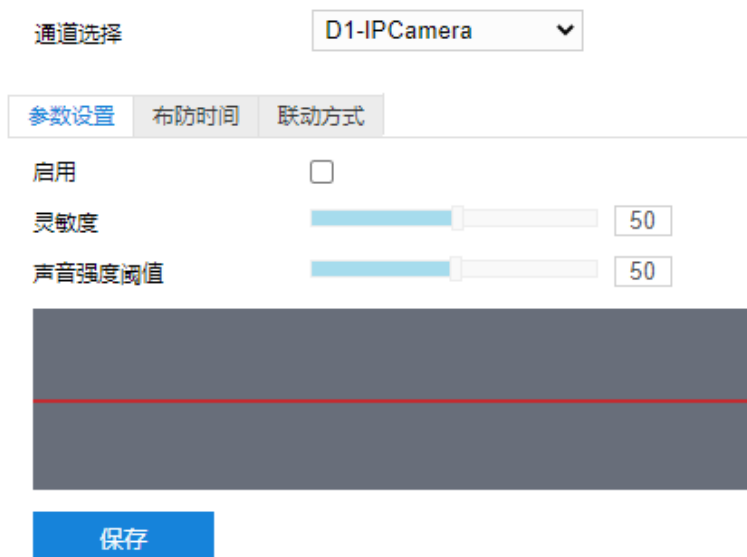 通道选择 D1-IPCamera
参数设置 布防时间 联动方式
启用
灵敏度 50
声音强度阈值 50
保存